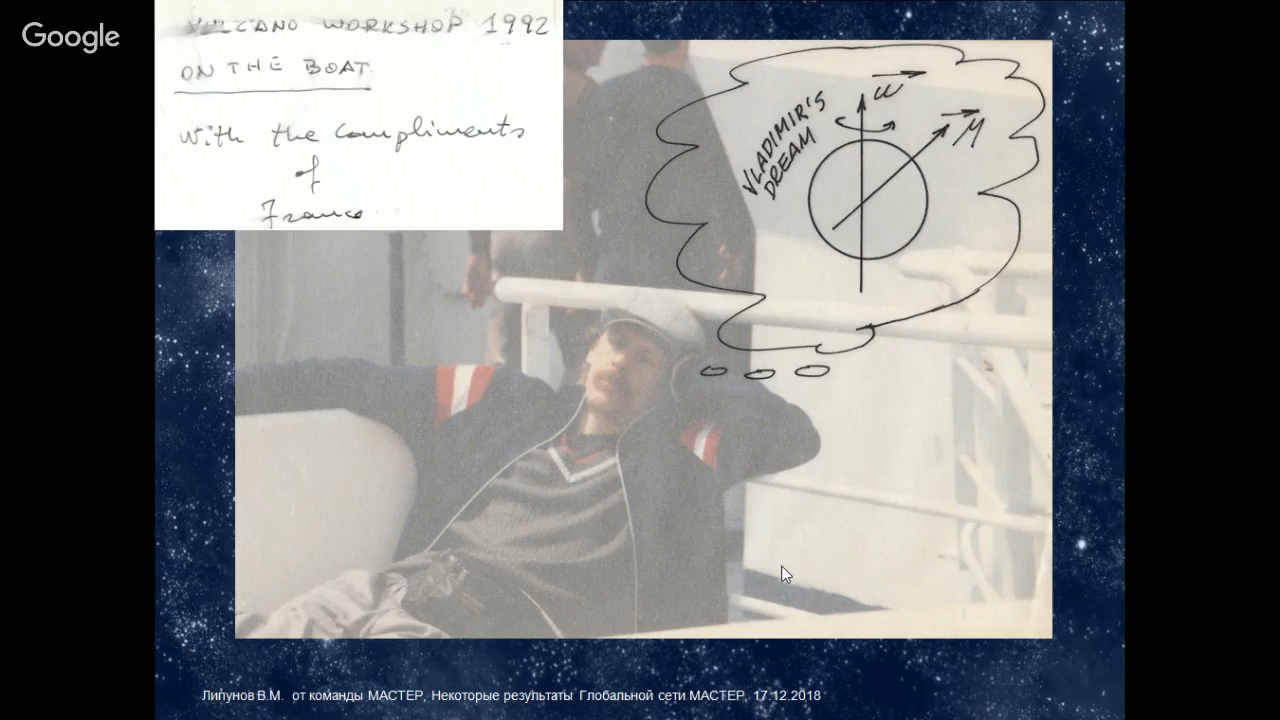 Google
VULCANO WORKSHOP 1992
ON THE BOAT
With the compliments
of
Franco
VLADIMIR'S
DREAM
ω
M
Липунов В.М. от команды МАСТЕР, Некоторые результаты Глобальной сети МАСТЕР, 17.12.2018